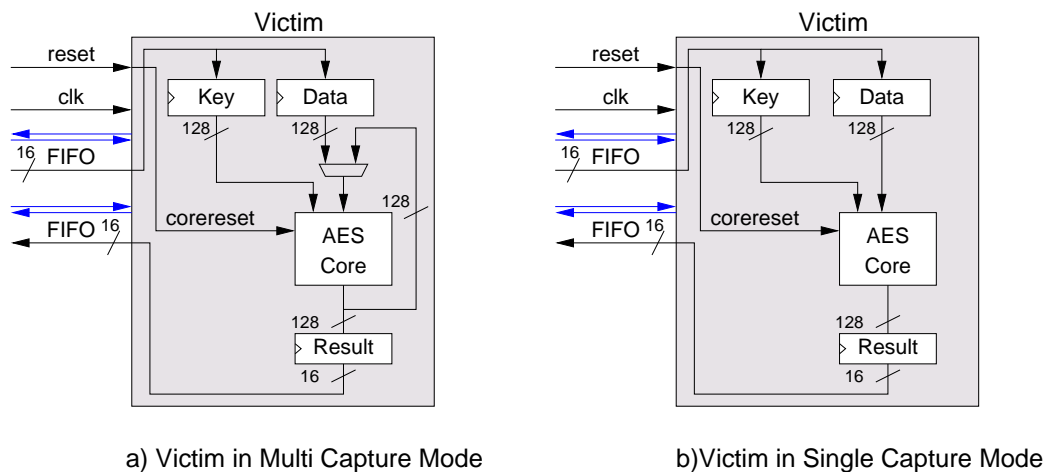 Victim
reset
clk
16
FIFO
FIFO
16
Key
Data
128
128
128
corereset
AES
Core
128
Result
16
a) Victim in Multi Capture Mode
Victim
reset
clk
16
FIFO
FIFO
16
Key
Data
128
128
corereset
AES
Core
128
Result
16
b)Victim in Single Capture Mode